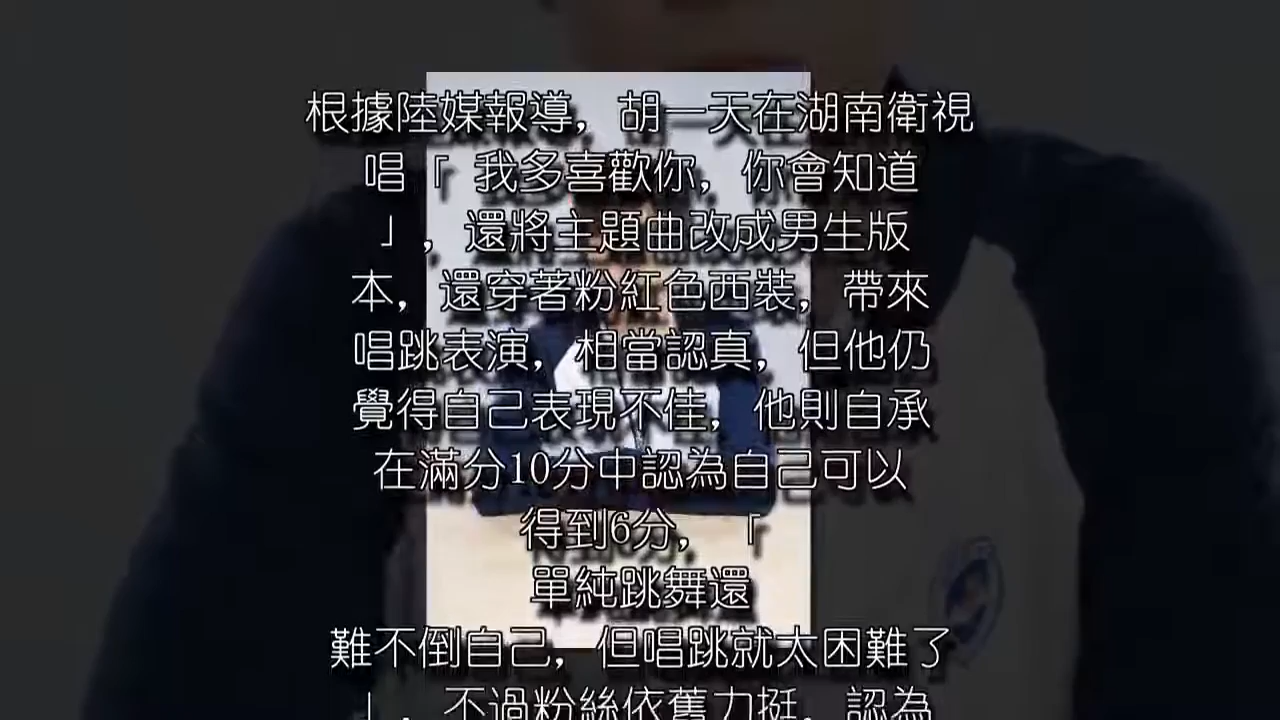 根據陸媒報導，胡一天在湖南衛視
唱「 我多喜歡你，你會知道
」，還將主題曲改成男生版
本，還穿著粉紅色西裝，帶來
唱跳表演，相當認真，但他仍
覺得自己表現不佳，他則自承
在滿分10分中認為自己可以
得到6分， 「
單純跳舞還
難不倒自己，但唱跳就太困難了
」，不過粉絲依舊力挺，認為